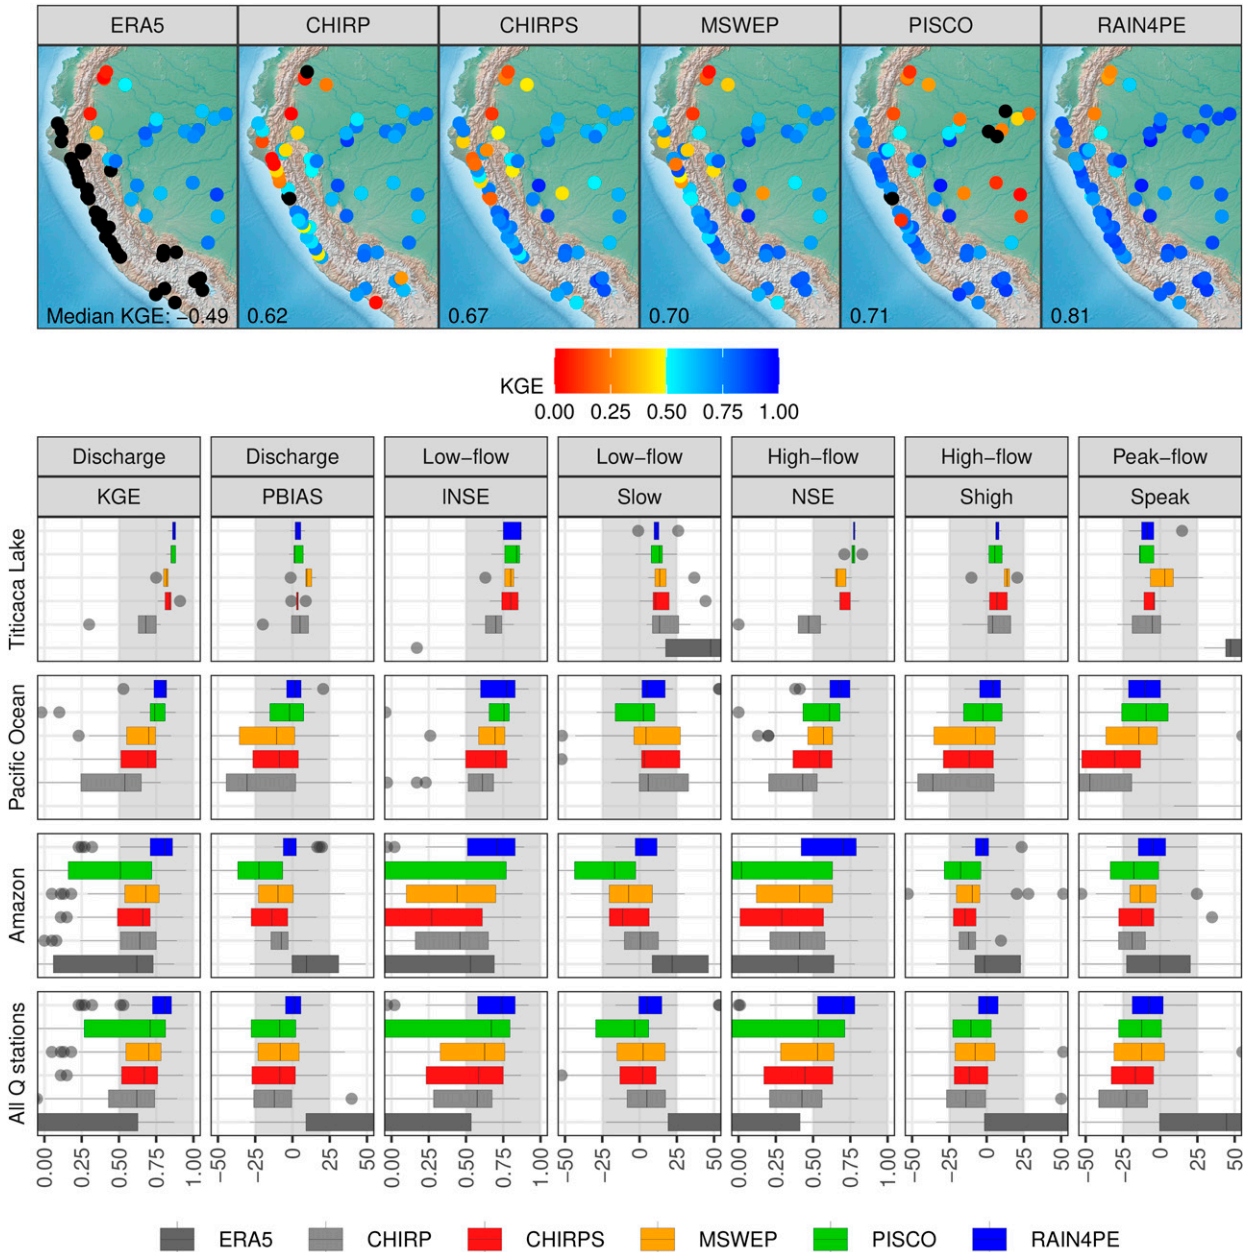 ERA5 CHIRP CHIRPS MSWEP PISCO RAIN4PE
Median KGE: −0.49 0.62 0.67 0.70 0.71 0.81
KGE
0.00 0.25 0.50 0.75 1.00
Discharge Discharge Low−flow Low−flow High−flow High−flow Peak−flow
KGE PBIAS lNSE Slow NSE Shigh Speak
Titicaca Lake
Pacific Ocean
Amazon
All Q stations
0.00 0.25 0.50 0.75 1.00 −50 −25 0 25 50 0.00 0.25 0.50 0.75 1.00 −50 −25 0 25 50 0.00 0.25 0.50 0.75 1.00 −50 −25 0 25 50 −50 −25 0 25 50
ERA5 CHIRP CHIRPS MSWEP PISCO RAIN4PE